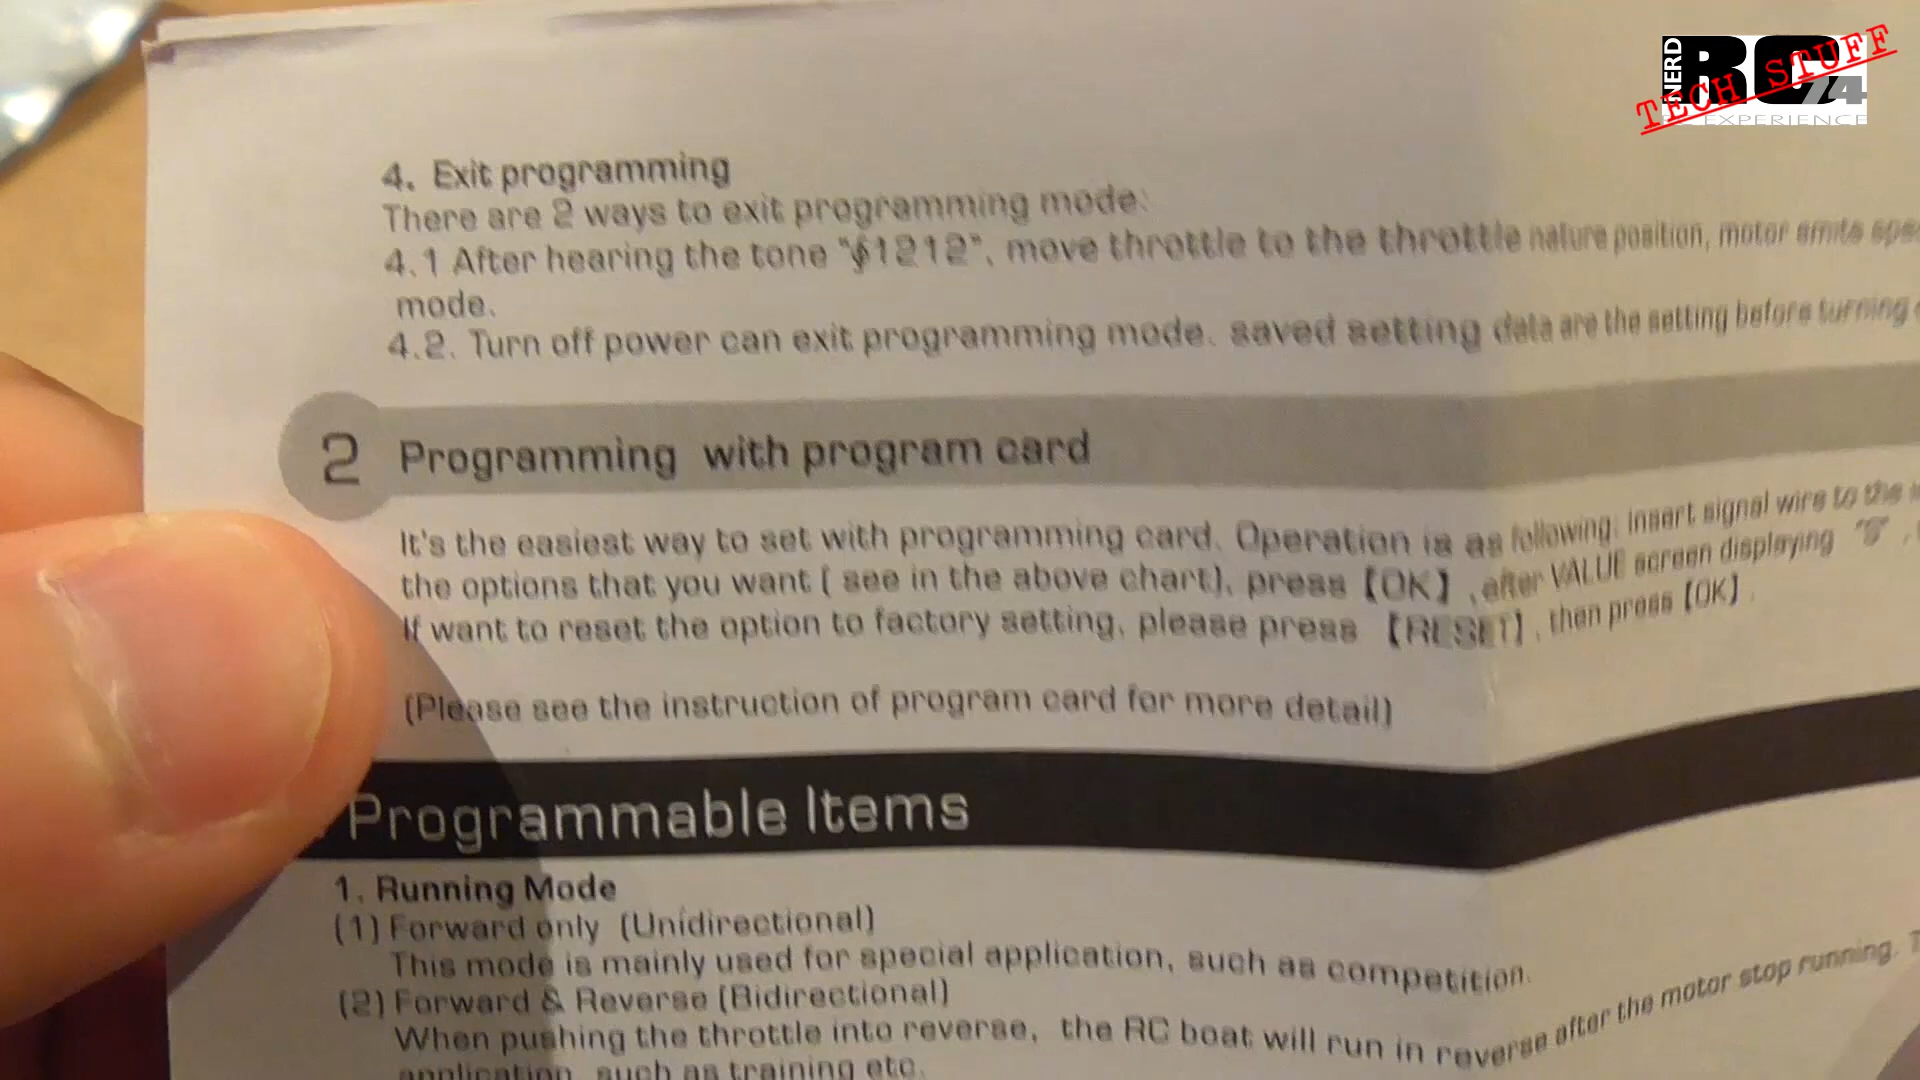 NERD RC 74
TECH STUFF
EXPERIENCE
4. Exit programming
There are 2 ways to exit programming mode:
4.1 After hearing the tone "∮1212", move throttle to the throttle nature position, motor emits spe
mode.
4.2. Turn off power can exit programming mode. saved setting data are the setting before turning
2 Programming with program card
It's the easiest way to set with programming card. Operation is as following: insert signal wire to the
the options that you want ( see in the above chart), press【OK】,after VALUE screen displaying
If want to reset the option to factory setting, please press 【RESET】, then press【OK】.
(Please see the instruction of program card for more detail)
Programmable Items
1. Running Mode
(1) Forward only (Unidirectional)
This mode is mainly used for special application, such as competition.
(2) Forward & Reverse (Bidirectional)
When pushing the throttle into reverse, the RC boat will run in reverse after the motor stop running. T
application, such as training etc.